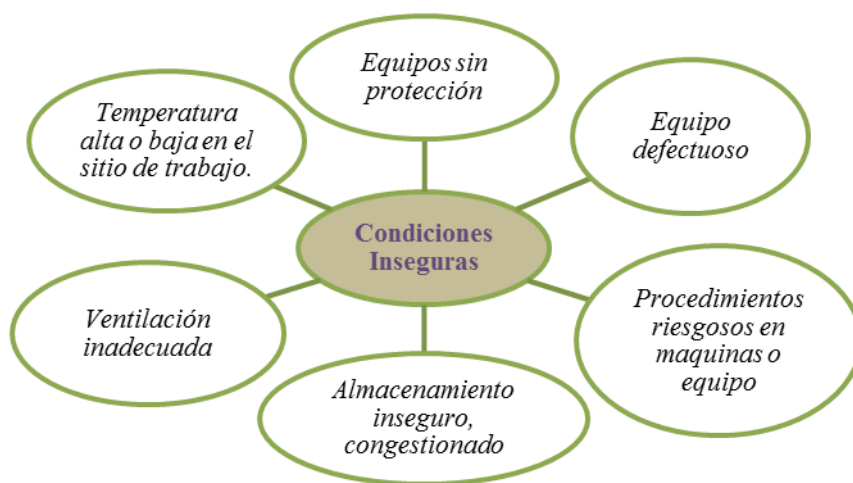 Equipos sin
protección
Temperatura
alta o baja en el
sitio de trabajo.
Equipo
defectuoso
Condiciones
Inseguras
Ventilación
inadecuada
Procedimientos
riesgosos en
maquinas o
equipo
Almacenamiento
inseguro,
congestionado